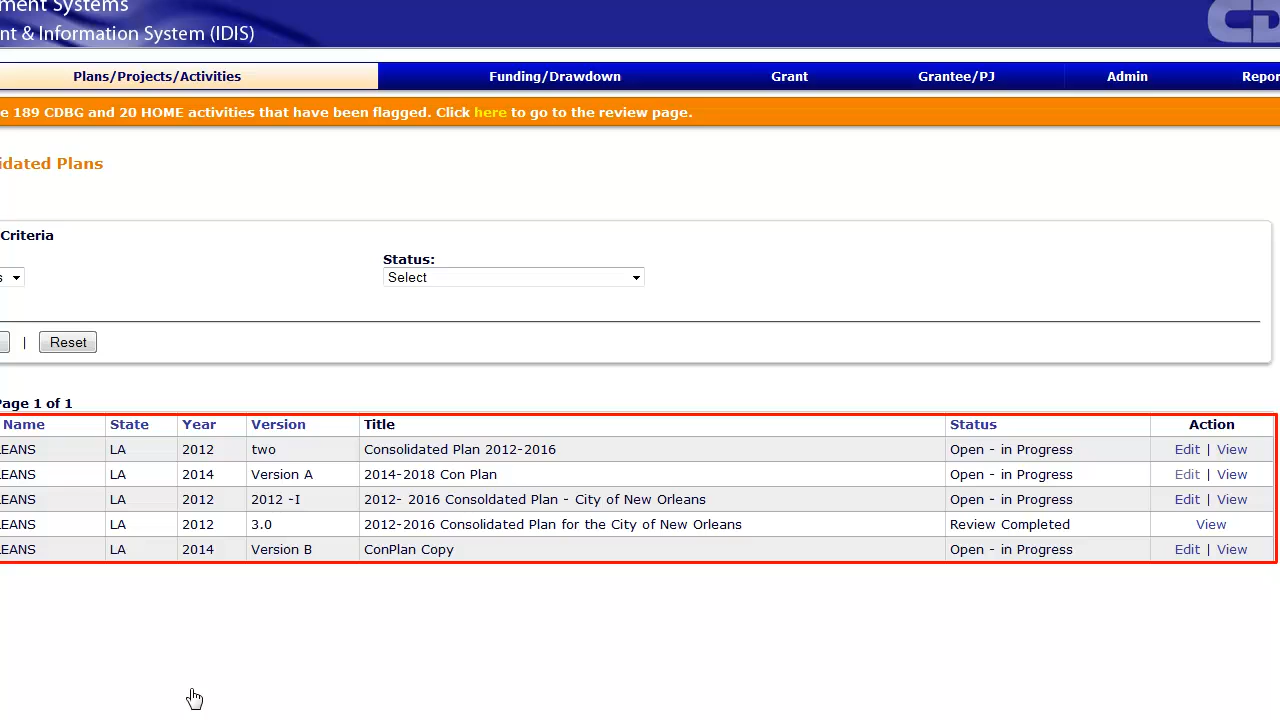 ment Systems
nt & Information System (IDIS)
Plans/Projects/Activities Funding/Drawdown Grant Grantee/PJ Admin Repor
e 189 CDBG and 20 HOME activities that have been flagged. Click here to go to the review page.
idated Plans
Criteria
Status:
s Select
| Reset
Page 1 of 1
Name State Year Version Title Status Action
LEANS LA 2012 two Consolidated Plan 2012-2016 Open - in Progress Edit | View
LEANS LA 2014 Version A 2014-2018 Con Plan Open - in Progress Edit | View
LEANS LA 2012 2012 -I 2012- 2016 Consoldated Plan - City of New Orleans Open - in Progress Edit | View
LEANS LA 2012 3.0 2012-2016 Consolidated Plan for the City of New Orleans Review Completed View
LEANS LA 2014 Version B ConPlan Copy Open - in Progress Edit | View